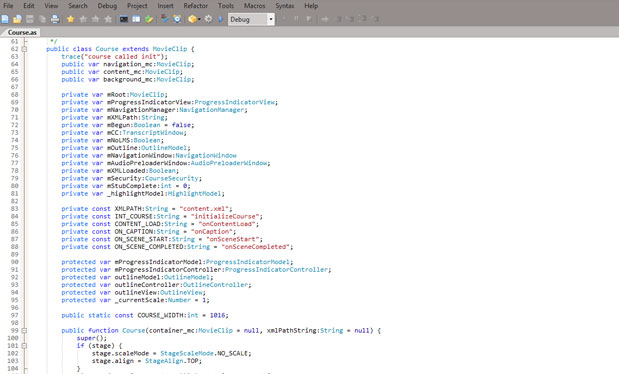 File Edit View Search Debug Project Insert Refactor Tools Macros Syntax Help
Debug
Course.as
61 */
62 public class Course extends MovieClip {
63 trace("course called init");
64 public var navigation_mc:MovieClip;
65 public var content_mc:MovieClip;
66 public var background_mc:MovieClip;
67
68 private var mRoot:MovieClip;
69 private var mProgressIndicatorView:ProgressIndicatorView;
70 private var mNavigationManager:NavigationManager;
71 private var mXMLPath:String;
72 private var mBegun:Boolean = false;
73 private var mCC:TranscriptWindow;
74 private var mNoLMS:Boolean;
75 private var mOutline:OutlineModel;
76 private var mNavigationWindow:NavigationWindow
77 private var mAudioPreloaderWindow:AudioPreloaderWindow;
78 private var mXMLLoaded:Boolean;
79 private var mSecurity:CourseSecurity;
80 private var mStubComplete:int = 0;
81 private var _highlightModel:HighlightModel;
82
83 private const XMLPATH:String = "content.xml";
84 private const INT_COURSE:String = "initializeCourse";
85 private const CONTENT_LOAD:String = "onContentLoad";
86 private const ON_CAPTION:String = "onCaption";
87 private const ON_SCENE_START:String = "onSceneStart";
88 private const ON_SCENE_COMPLETED:String = "onSceneCompleted";
89
90 protected var mProgressIndicatorModel:ProgressIndicatorModel;
91 protected var mProgressIndicatorController:ProgressIndicatorController;
92 protected var outlineModel:OutlineModel;
93 protected var outlineController:OutlineController;
94 protected var outlineView:OutlineView;
95 protected var _currentScale:Number = 1;
96
97 public static const COURSE_WIDTH:int = 1016;
98
99 public function Course(container_mc:MovieClip = null, xmlPathString:String = null) {
100 super();
101 if (stage) {
102 stage.scaleMode = StageScaleMode.NO_SCALE;
103 stage.align = StageAlign.TOP;
104 }